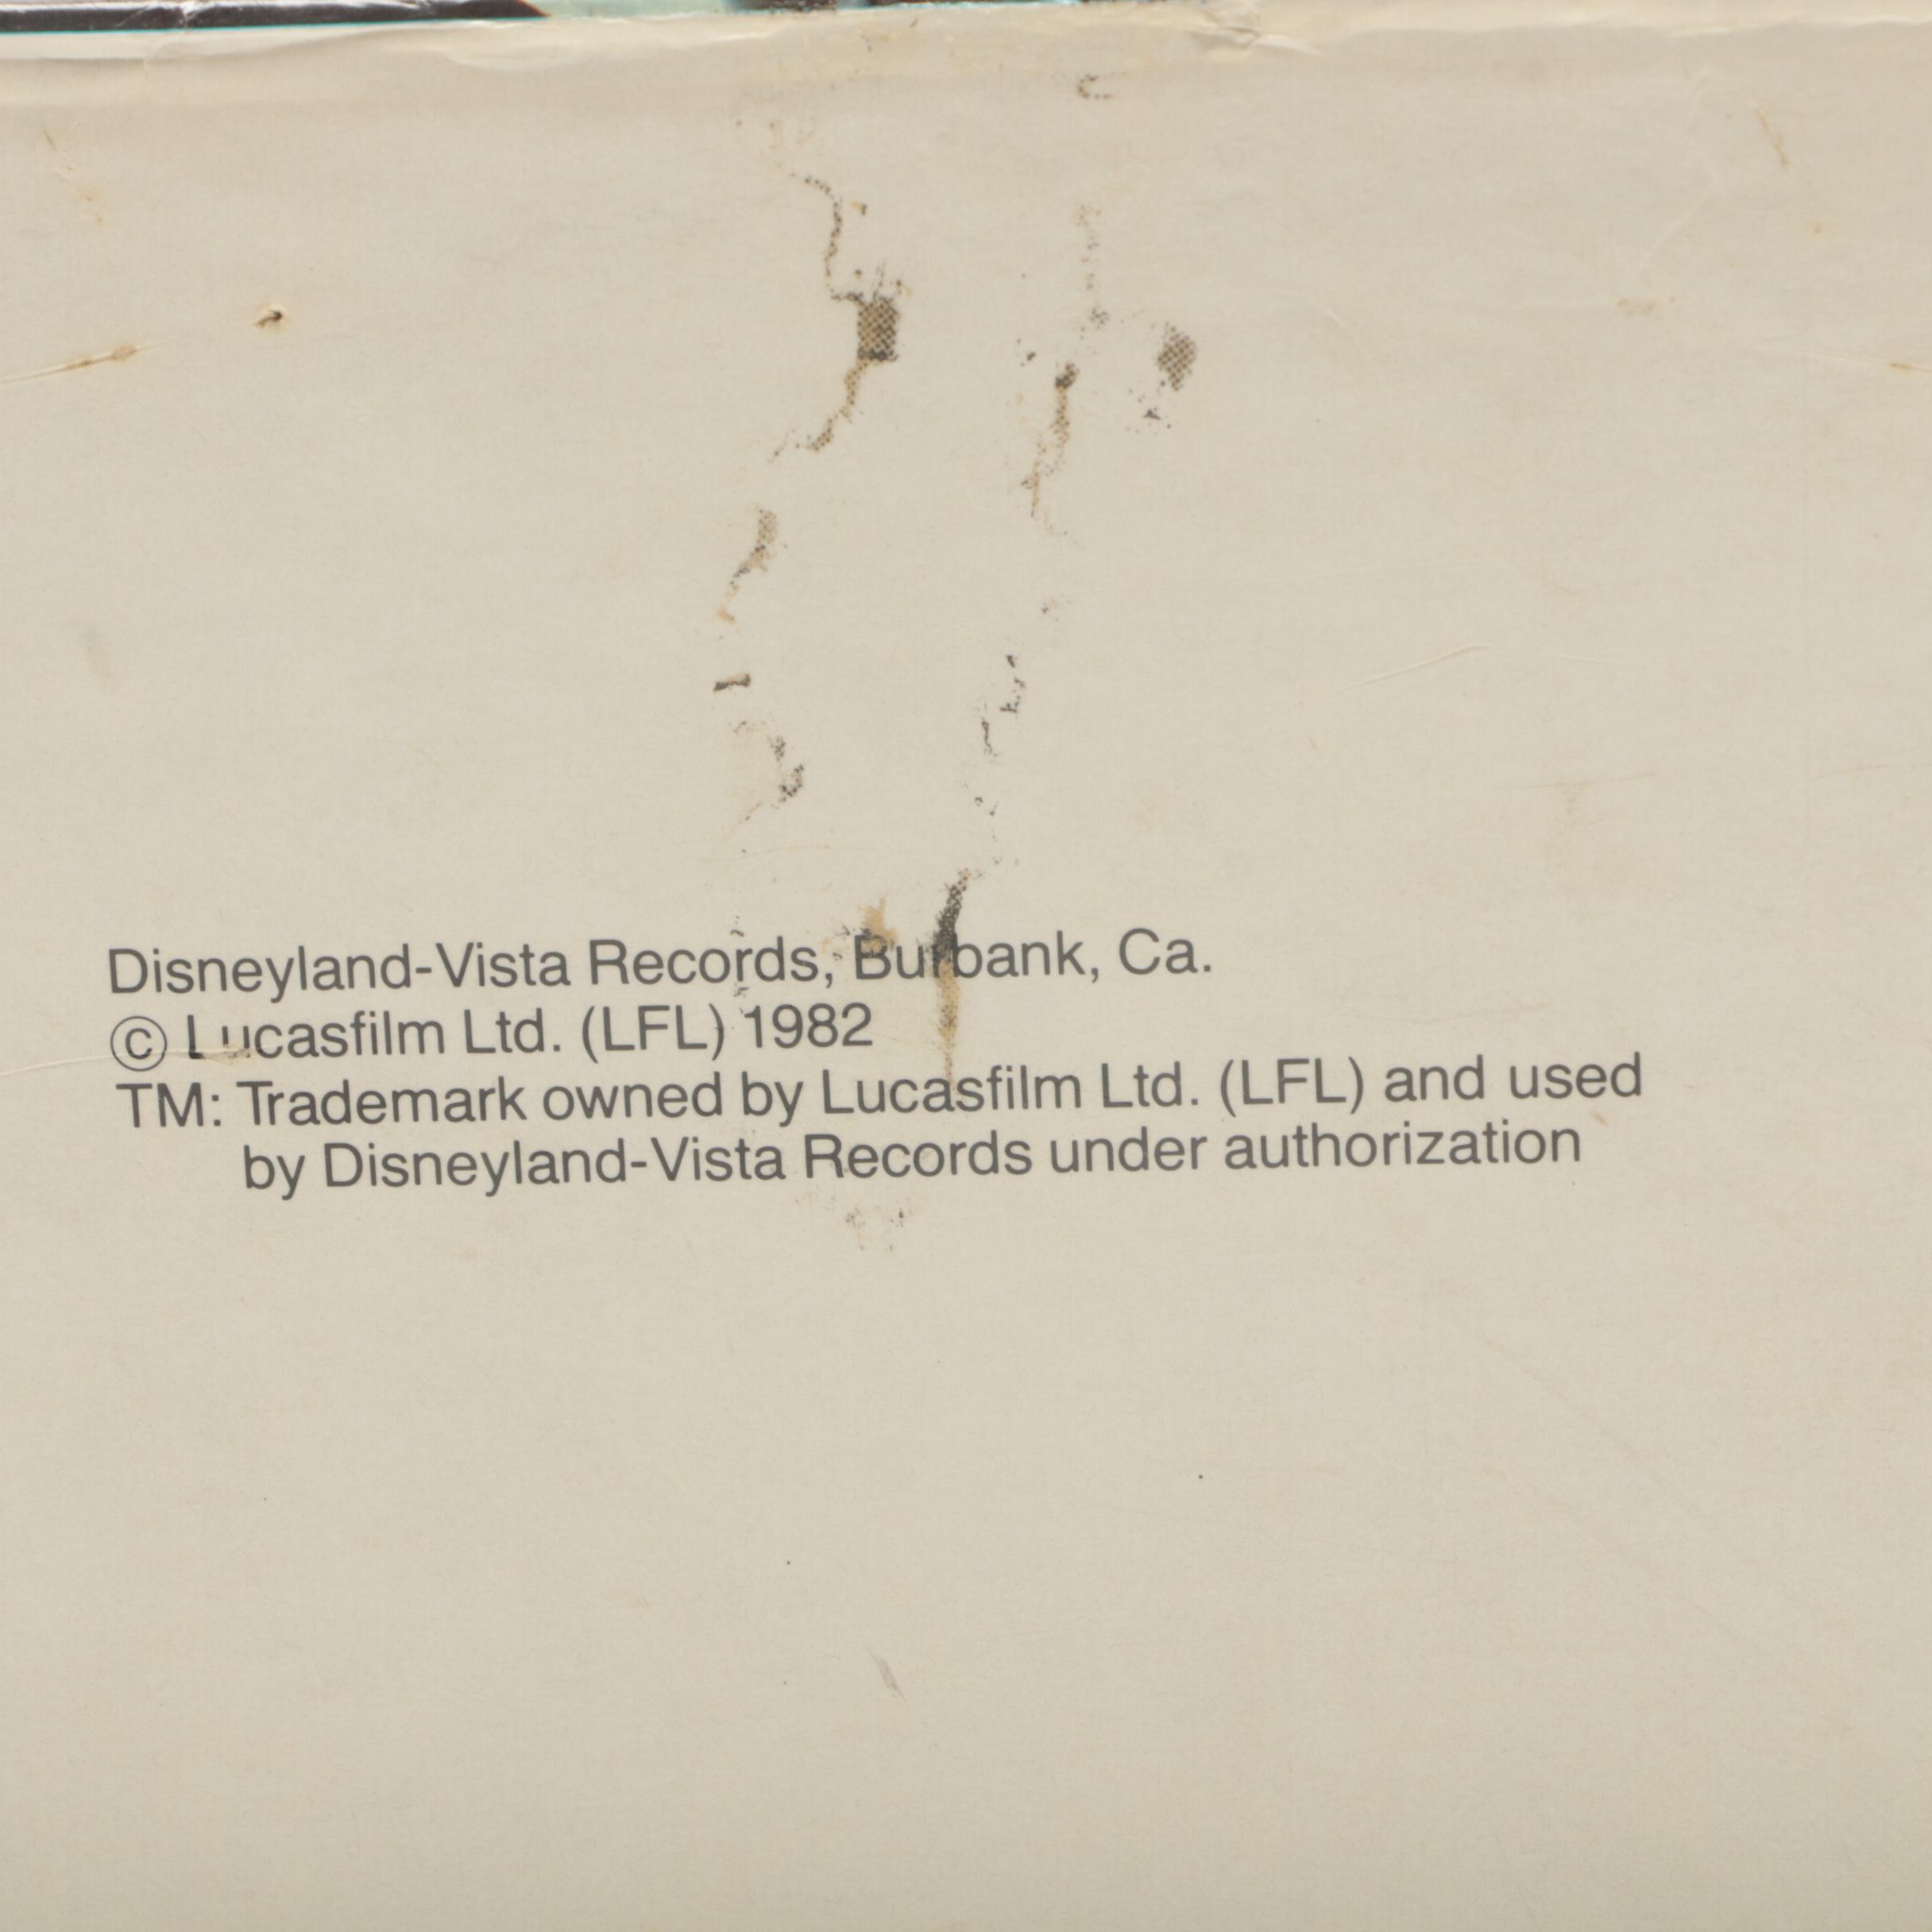 Disneyland-Vista Records, Burbank, Ca.
© Lucasfilm Ltd. (LFL) 1982
TM: Trademark owned by Lucasfilm Ltd. (LFL) and used
by Disneyland-Vista Records under authorization